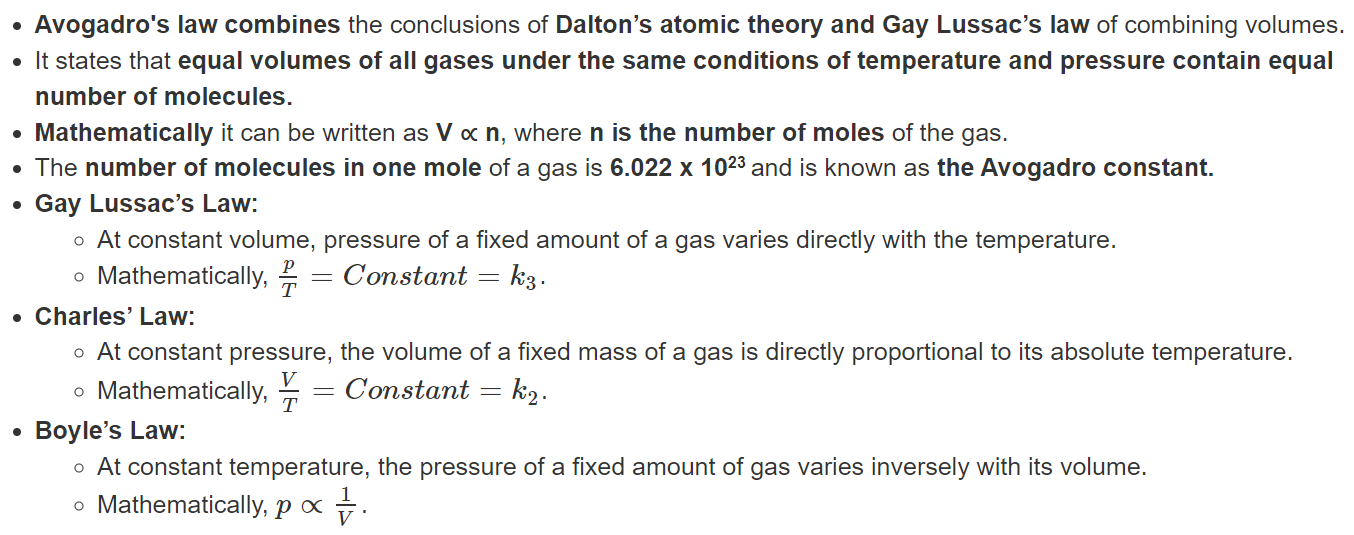 • Avogadro's law combines the conclusions of Dalton’s atomic theory and Gay Lussac’s law of combining volumes.
• It states that equal volumes of all gases under the same conditions of temperature and pressure contain equal
number of molecules.
• Mathematically it can be written as V ∝ n, where n is the number of moles of the gas.
• The number of molecules in one mole of a gas is 6.022 x 10²³ and is known as the Avogadro constant.
• Gay Lussac’s Law:
◦ At constant volume, pressure of a fixed amount of a gas varies directly with the temperature.
◦ Mathematically, p/T = Constant = k₃.
• Charles’ Law:
◦ At constant pressure, the volume of a fixed mass of a gas is directly proportional to its absolute temperature.
◦ Mathematically, V/T = Constant = k₂.
• Boyle’s Law:
◦ At constant temperature, the pressure of a fixed amount of gas varies inversely with its volume.
◦ Mathematically, p ∝ 1/V.